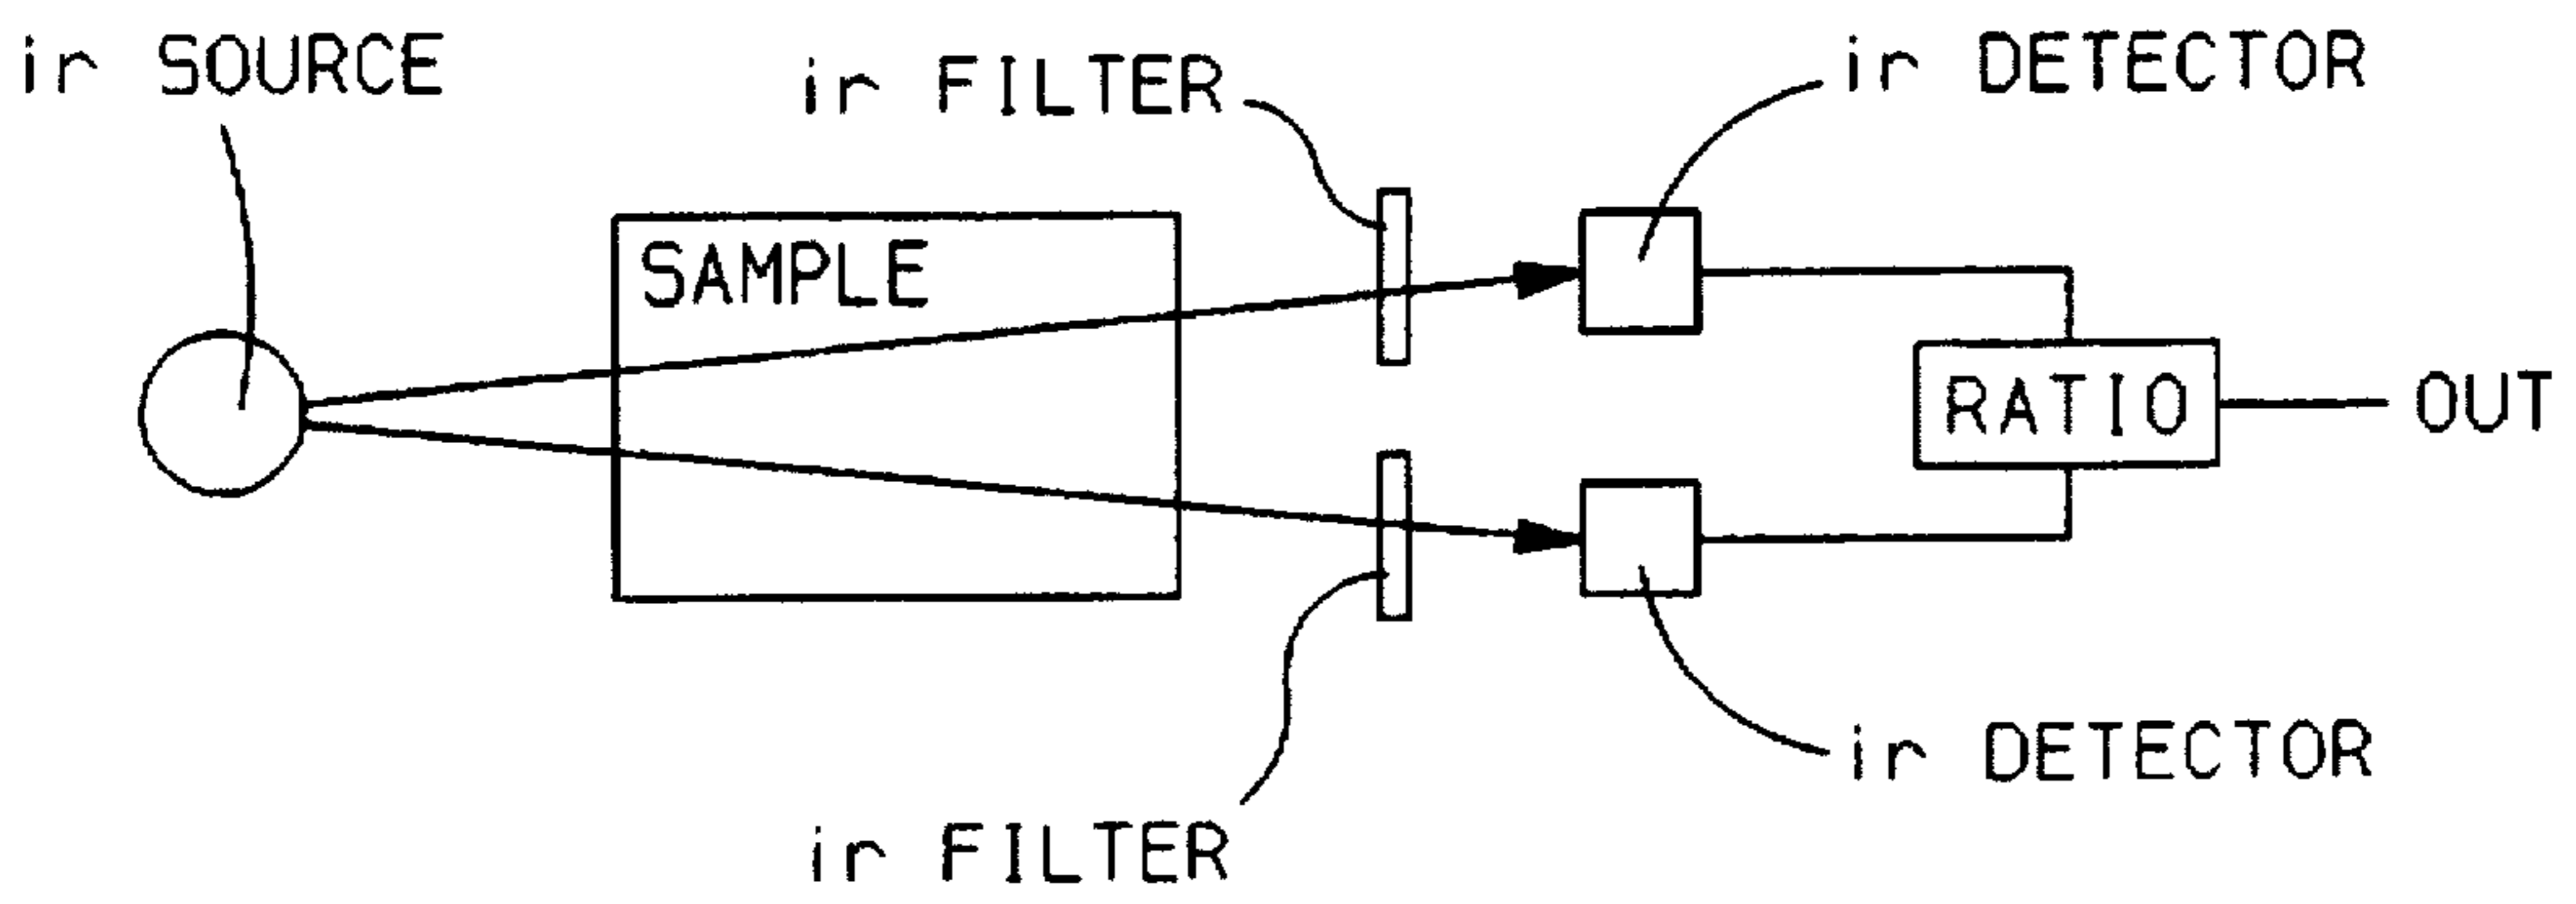 ir SOURCE
ir FILTER
ir DETECTOR
SAMPLE
RATIO
OUT
ir DETECTOR
ir FILTER